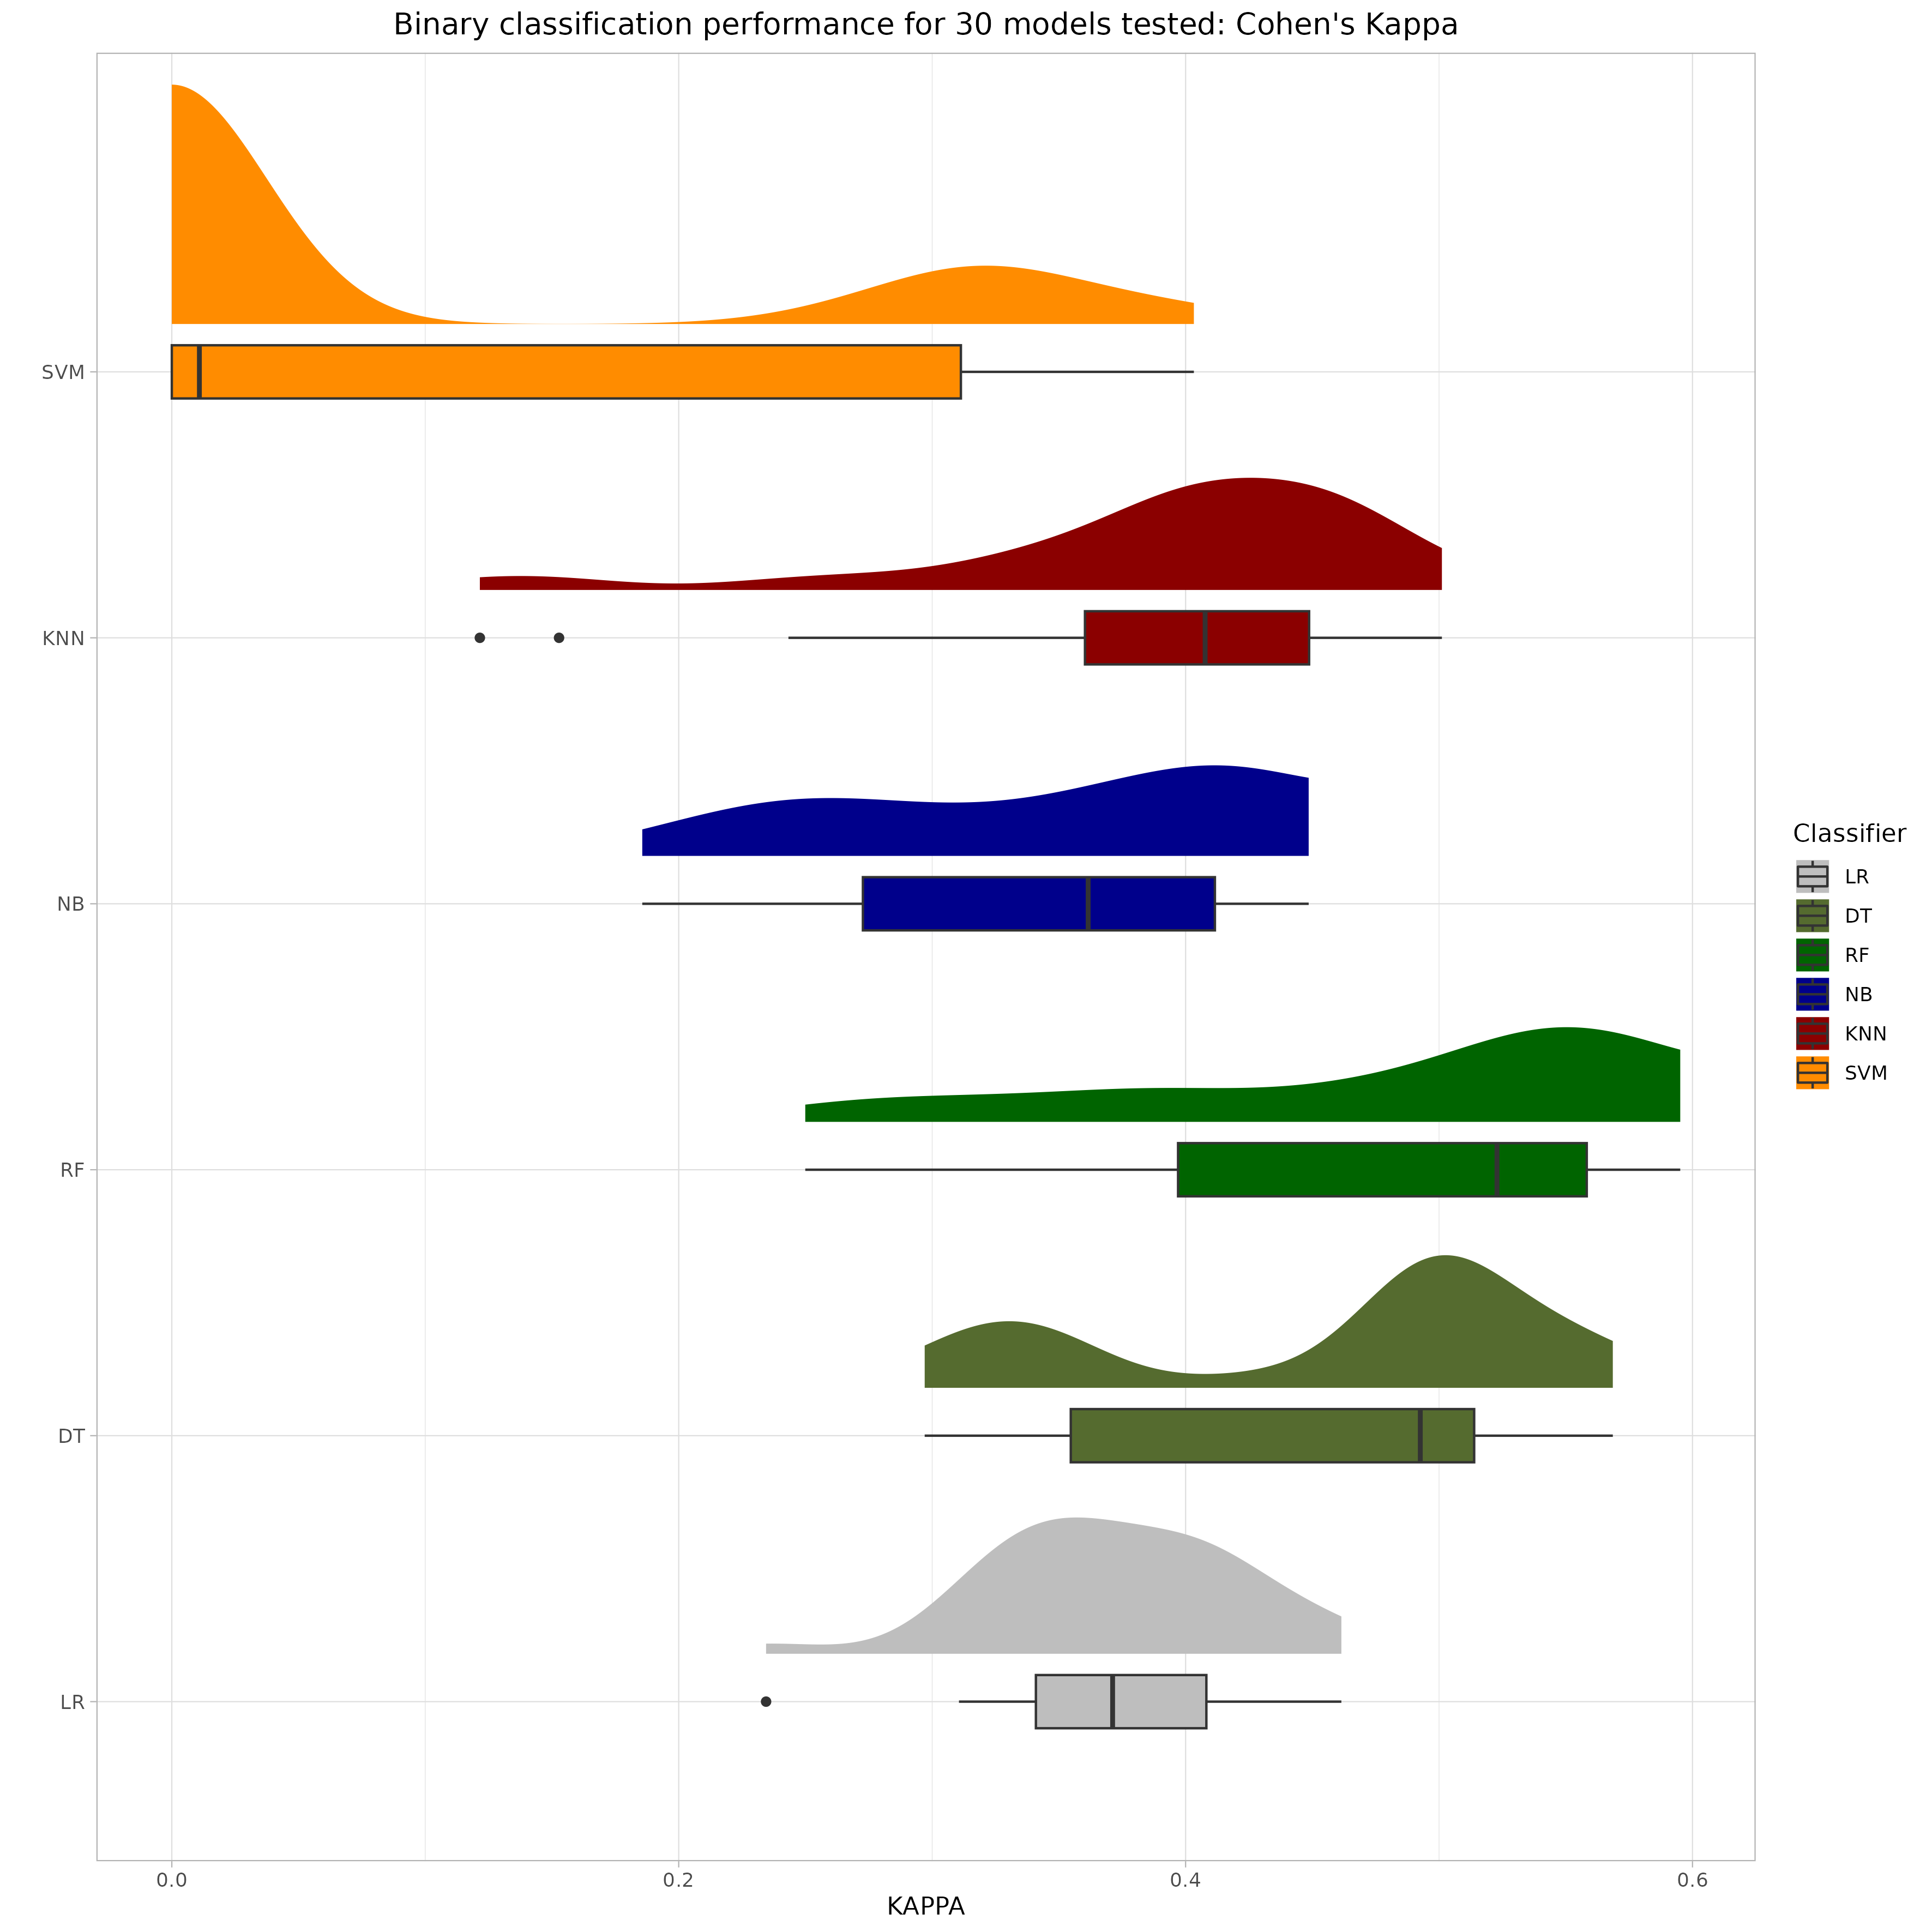 Binary classification performance for 30 models tested: Cohen's Kappa
SVM
KNN
NB
RF
DT
LR
0.0 0.2 0.4 0.6
KAPPA
Classifier
LR
DT
RF
NB
KNN
SVM